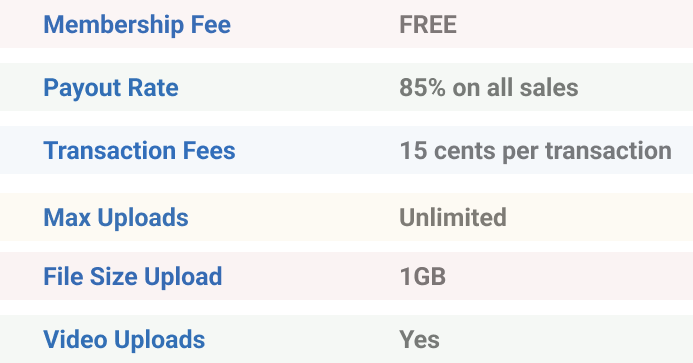 Membership Fee FREE
Payout Rate 85% on all sales
Transaction Fees 15 cents per transaction
Max Uploads Unlimited
File Size Upload 1GB
Video Uploads Yes